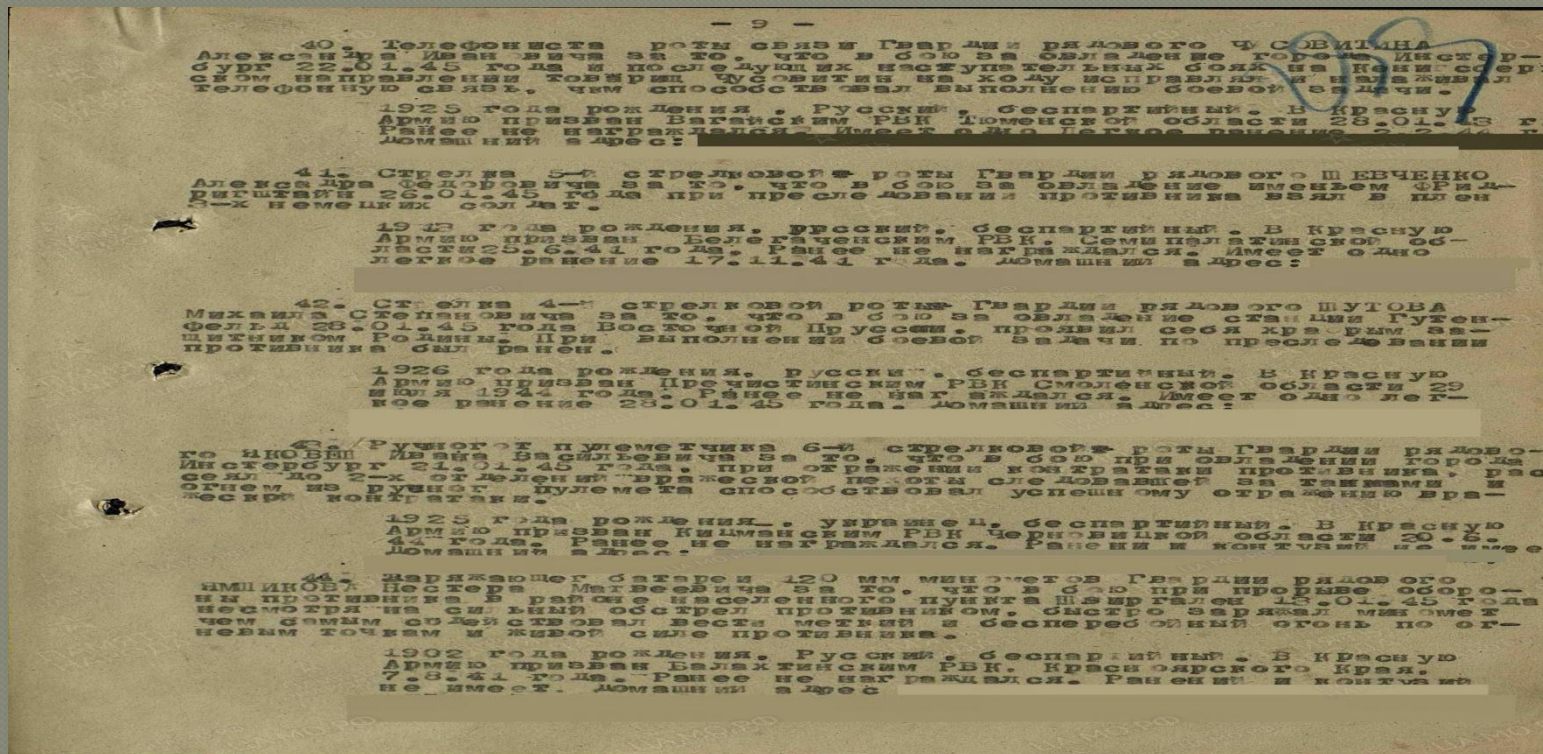 - 9 -
40. Телефониста роты связи Гвардии рядового ЧУСОВИТИНА
Александра Ивановича за то, что в бою за овладение города Инстер-
бург 22.01.45 года и последующих наступательных боях на Кенигсберг
ском направлении товарищ Чусовитин на ходу исправлял и налаживал
телефонную связь, чем способствовал выполнению боевой задачи.
1925 года рождения, Русский, беспартийный. В Красную
Армию призван Вагайским РВК Тюменской области 28.01.43 г.
Ранее не награждался. Имеет одно легкое ранение
домашний адрес:
41. Стрелка 5-й стрелковой роты Гвардии рядового ШЕВЧЕНКО
Александра Федоровича за то, что в бою за овладение именьем Фрид-
ригштайн 26.01.45 года при преследовании противника взял в плен
3-х немецких солдат.
1913 года рождения, русский, беспартийный. В Красную
Армию призван Белегаченским РВК, Семипалатинской об-
ласти 25.6.41 года. Ранее не награждался. Имеет одно
легкое ранение 17.11.41 года. домашний адрес:
42. Стрелка 4-й стрелковой роты Гвардии рядового ШУТОВА
Михаила Степановича за то, что в бою за овладение станции Гутен-
фельд 28.01.45 года Восточной Пруссии, проявил себя храбрым за-
щитником Родины. При выполнении боевой задачи по преследовании
противника был ранен.
1926 года рождения, русский, беспартийный. В Красную
Армию призван Пречистинским РВК Смоленской области 29
июля 1944 года. Ранее не награждался. Имеет одно лег-
кое ранение 28.01.45 года. домашний адрес:
43. Ручного пулеметчика 6-й стрелковой роты Гвардии рядово-
го Ивана Васильевича за то, что в бою при овладении города
Инстербург 21.01.45 года, при отражении контратаки противника, рас
сеял до 2-х отделений вражеской пехоты следовавшей за танками и
огнем из ручного пулемета способствовал успешному отражению вра-
жеской контратаки.
1925 года рождения, украинец, беспартийный. В Красную
Армию призван Кицманским РВК Черновицкой области 20.6.
44 года. Ранее не награждался. Ранений и контузий не имее
Домашний адрес:
44. Заряжающего батареи 120 мм минометов Гвардии рядового
ЯМЩИКОВА Нестера Матвеевича за то, что в бою при прорыве оборо-
ны противника в районе населенного пункта 13.01.45 года
несмотря на сильный обстрел противником, быстро заряжал миномет
чем самым содействовал вести меткий и бесперебойный огонь по ог-
невым точкам и живой силе противника.
1902 года рождения, Русский, беспартийный. В Красную
Армию призван Балахтинским РВК, Красноярского Края,
7.8.41 года. Ранее не награждался. Ранений и контузий
не имеет. домашний адрес